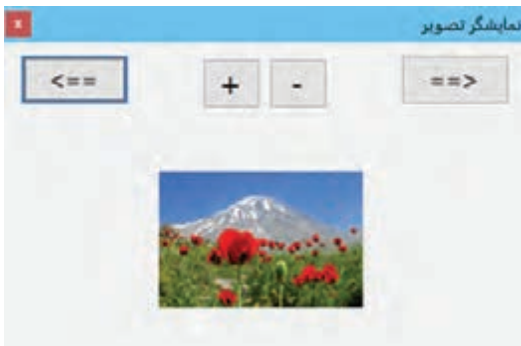 نمایشگر تصویر
x
<==
+
-
==>